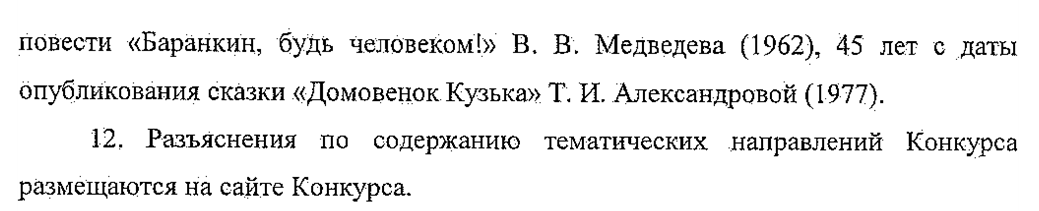 повести «Баранкин, будь человеком!» В. В. Медведева (1962), 45 лет с даты
опубликования сказки «Домовенок Кузька» Т. И. Александровой (1977).
12. Разъяснения по содержанию тематических направлений Конкурса
размещаются на сайте Конкурса.